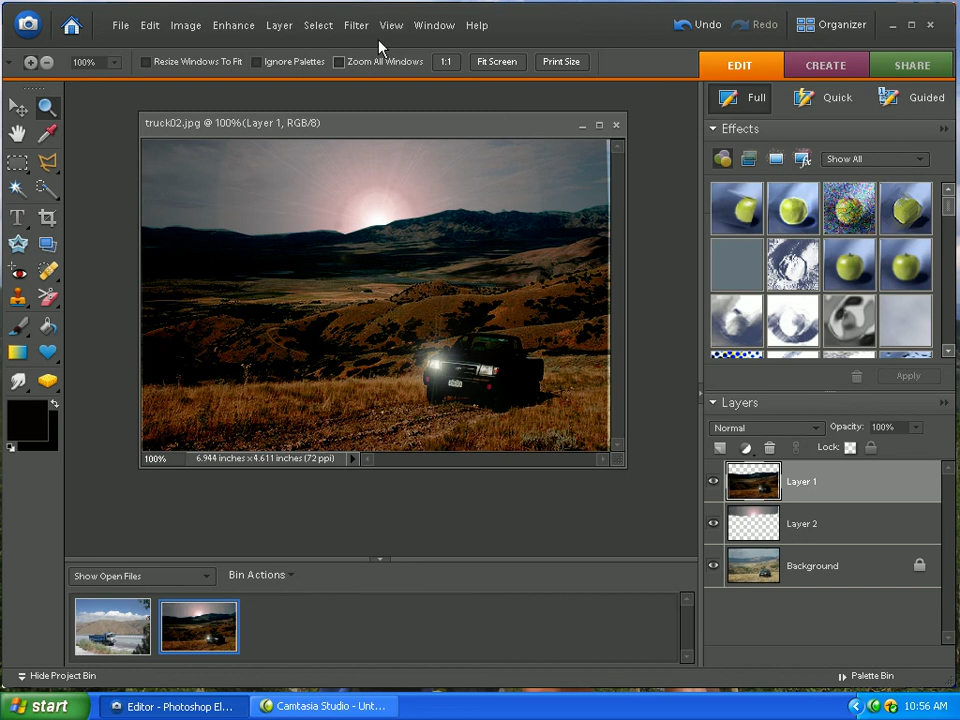 File Edit Image Enhance Layer Select Filter View Window Help Undo Redo Organizer
100% Resize Windows To Fit Ignore Palettes Zoom All Windows 1:1 Fit Screen Print Size
EDIT CREATE SHARE
Full Quick Guided
Effects
Show All
truck02.jpg @ 100%(Layer 1, RGB/8)
Apply
Layers
Normal Opacity: 100%
Lock:
Layer 1
Layer 2
Background
100% 6.944 inches x 4.611 inches (72 ppi)
Show Open Files Bin Actions
Hide Project Bin Palette Bin
start Editor - Photoshop El... Camtasia Studio - Unt... 10:56 AM